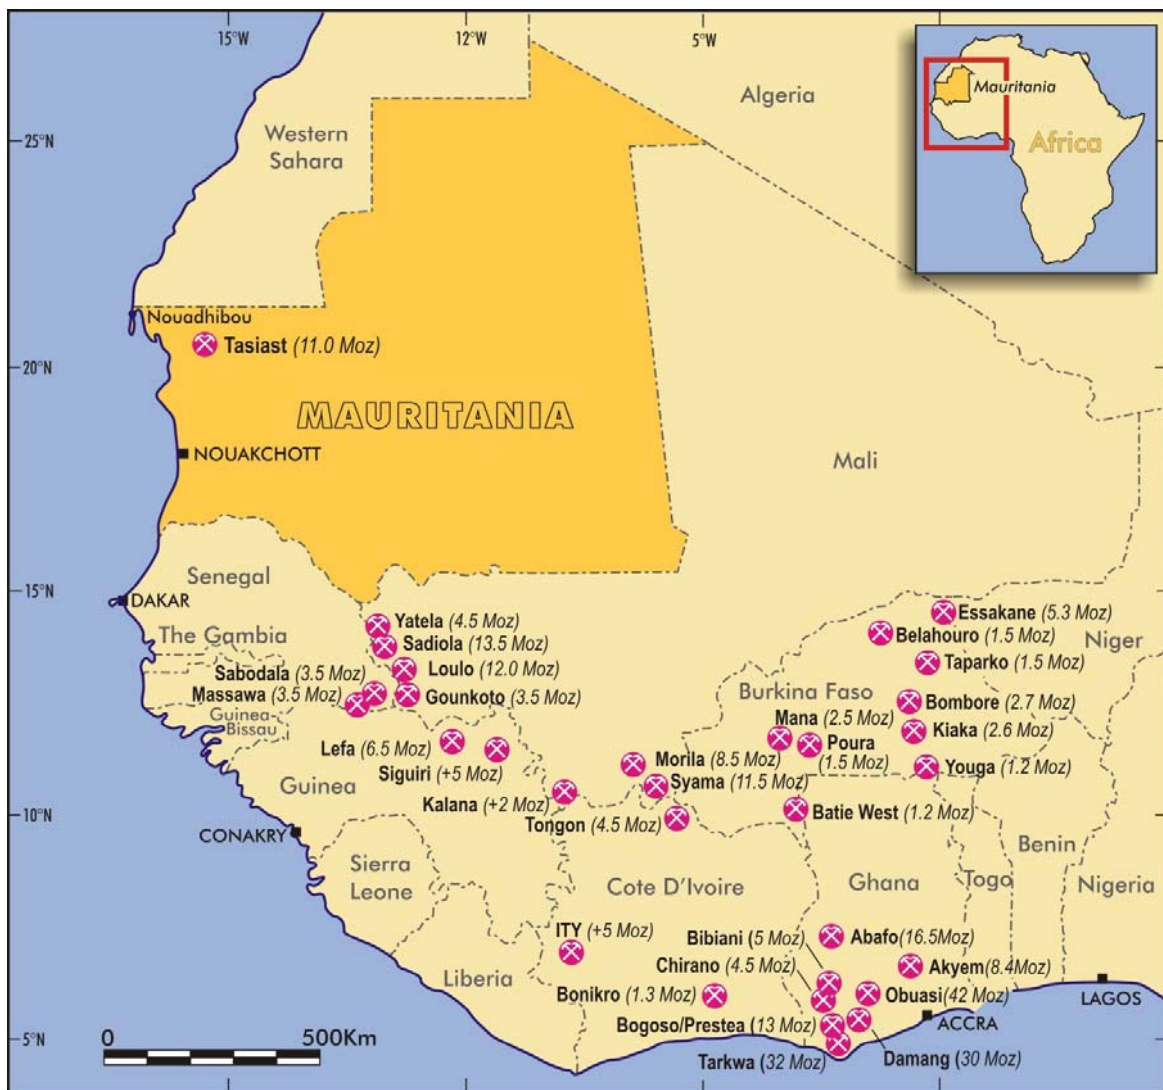 15°W
12°W
5°W
Algeria
Mauritania
Africa
Western
Sahara
25°N
Nouadhibou
Tasiast (11.0 Moz)
20°N
MAURITANIA
NOUAKCHOTT
Mali
Senegal
15°N
DAKAR
The Gambia
Yatela (4.5 Moz)
Sadiola (13.5 moz)
Loulo (12.0 Moz)
Sabodala (3.5 moz)
Massawa (3.5 moz)
Gounkoto (3.5 Moz)
Guinea-
Bissau
Essakane (5.3 Moz)
Belahouro (1.5 Moz)
Niger
Taparko (1.5 Moz)
Burkina Faso
Bombore (2.7 Moz)
Mana (2.5 Moz)
Kiaka (2.6 Moz)
Poura
(1.5 Moz)
Youga (1.2 Moz)
Lefa (6.5 Moz)
Siguiri (+5 Moz)
Guinea
Morila (8.5 Moz)
Syama (11.5 moz)
Kalana (+2 moz)
Tongon (4.5 Moz)
Batie West (1.2 Moz)
10°N
CONAKRY
Sierra
Leone
Cote D'Ivoire
Ghana
Togo
Benin
Nigeria
ITY (+5 Moz)
Liberia
Bonikro (1.3 Moz)
Bibiani (5 Moz)
Chirano (4.5 Moz)
Bogoso/Prestea (13 Moz)
Tarkwa (32 Moz)
Abafo(16.5Moz)
Akyem(8.4Moz)
Obuasi(42 Moz)
Damang (30 Moz)
ACCRA
LAGOS
5°N
0
500Km